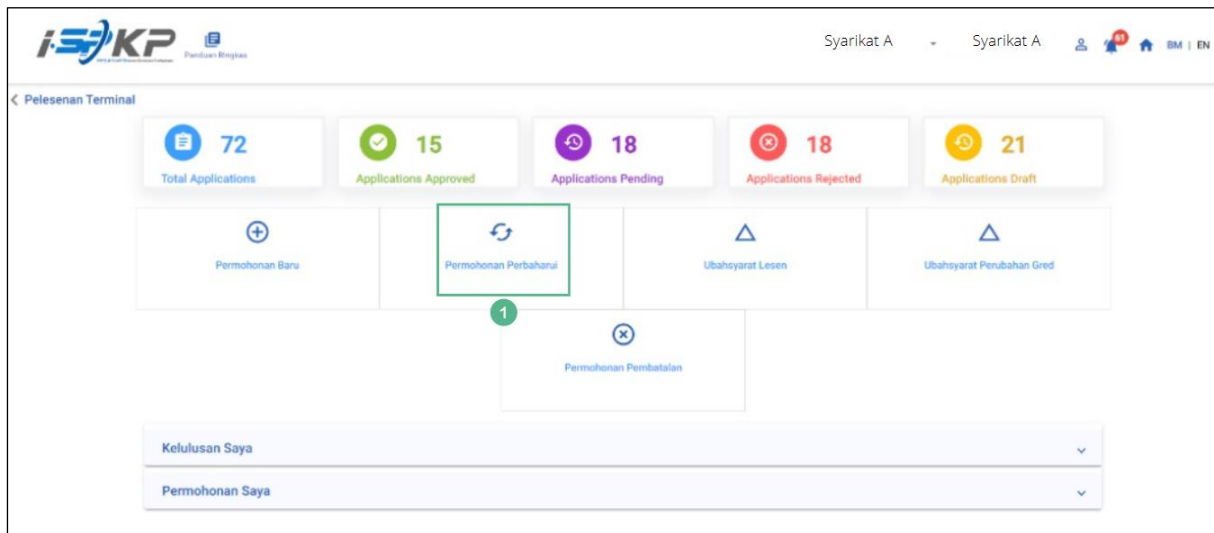 i-SPKP
Panduan Ringkas
Syarikat A - Syarikat A
61
BM | EN
Pelesenan Terminal
72
Total Applications
15
Applications Approved
18
Applications Pending
18
Applications Rejected
21
Applications Draft
Permohonan Baru
Permohonan Perbaharui
Ubahsyarat Lesen
Ubahsyarat Perubahan Gred
1
Permohonan Pembatalan
Kelulusan Saya
Permohonan Saya